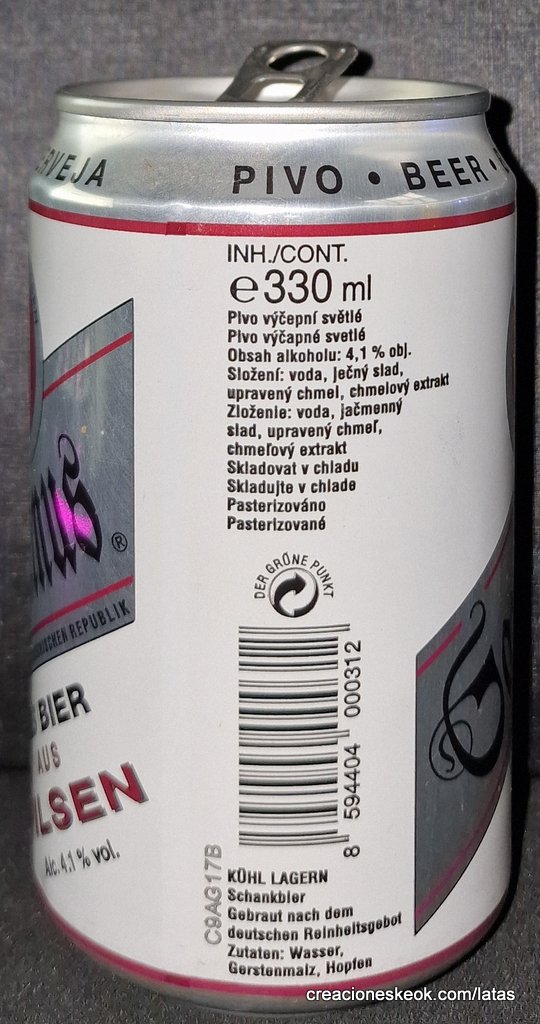 PIVO • BEER •
INH./CONT.
℮ 330 ml
Pivo výčepní světlé
Pivo výčapné svetlé
Obsah alkoholu: 4,1 % obj.
Složení: voda, ječný slad,
upravený chmel, chmelový extrakt
Zloženie: voda, jačmenný
slad, upravený chmeľ,
chmeľový extrakt
Skladovat v chladu
Skladujte v chlade
Pasterizováno
Pasterizované
DER GRÜNE PUNKT
®
REPUBLIK
BIER
AUS
Alc. 4,1 % vol.
8 594404 000312
C9AG17B
KÜHL LAGERN
Schankbier
Gebraut nach dem
deutschen Reinheitsgebot
Zutaten: Wasser,
Gerstenmalz, Hopfen
creacioneskeok.com/latas